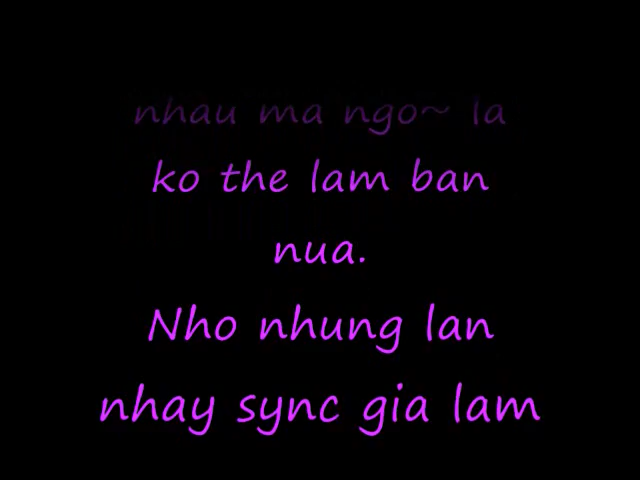 nhau ma ngo~ la
ko the lam ban
nua.
Nho nhung lan
nhay sync gia lam